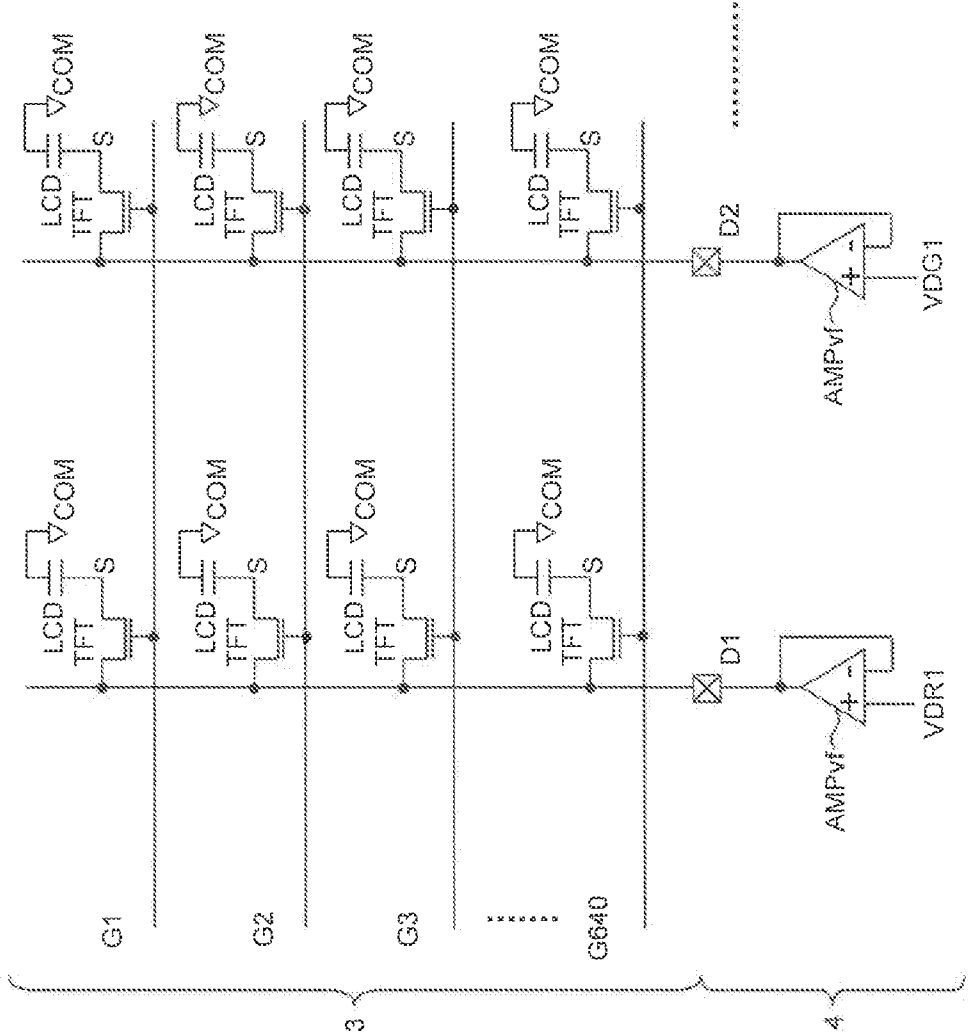 COM COM
LCD LCD
TFT S TFT S
G1
COM COM
LCD LCD
TFT S TFT S
G2
COM COM
LCD LCD
TFT S TFT S
G3
COM COM
LCD LCD
TFT S TFT S
G640
3
D1 D2
+ - + -
AMPvf AMPvf
VDR1 VDG1
4